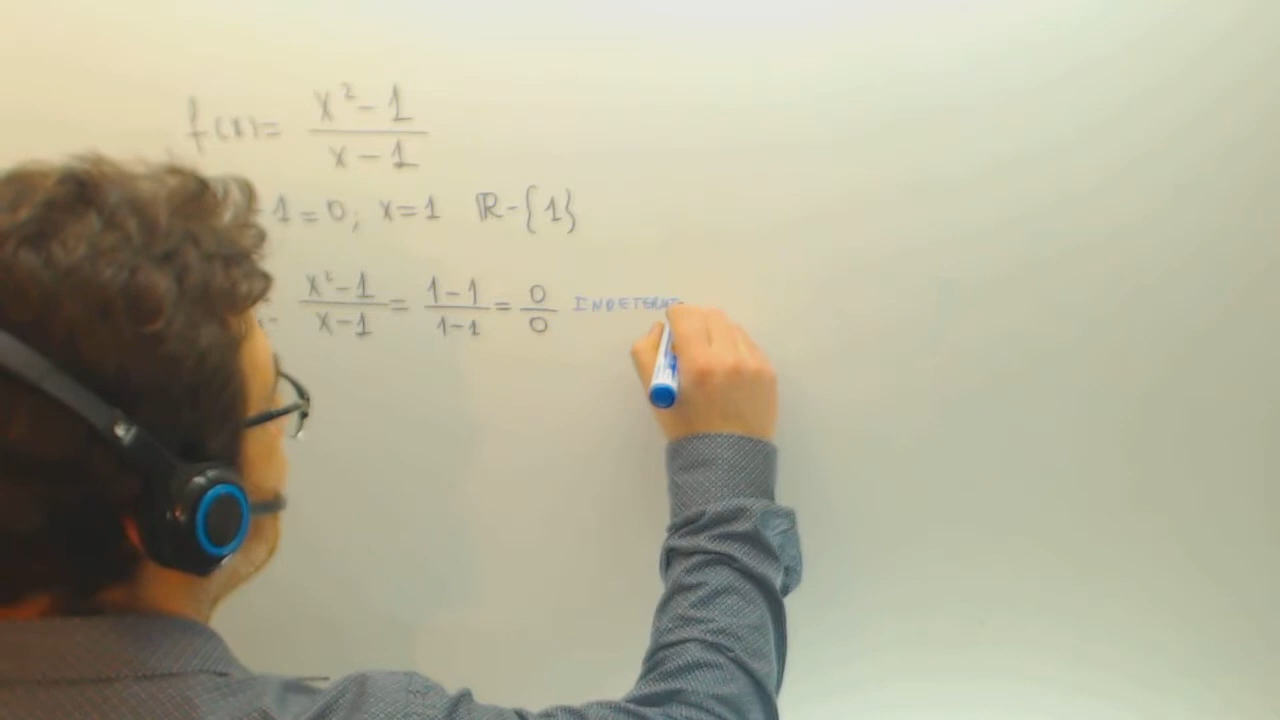 f(x)= x²-1 / x-1
-1=0; x=1 ℝ-{1}
x²-1 / x-1 = 1-1 / 1-1 = 0 / 0